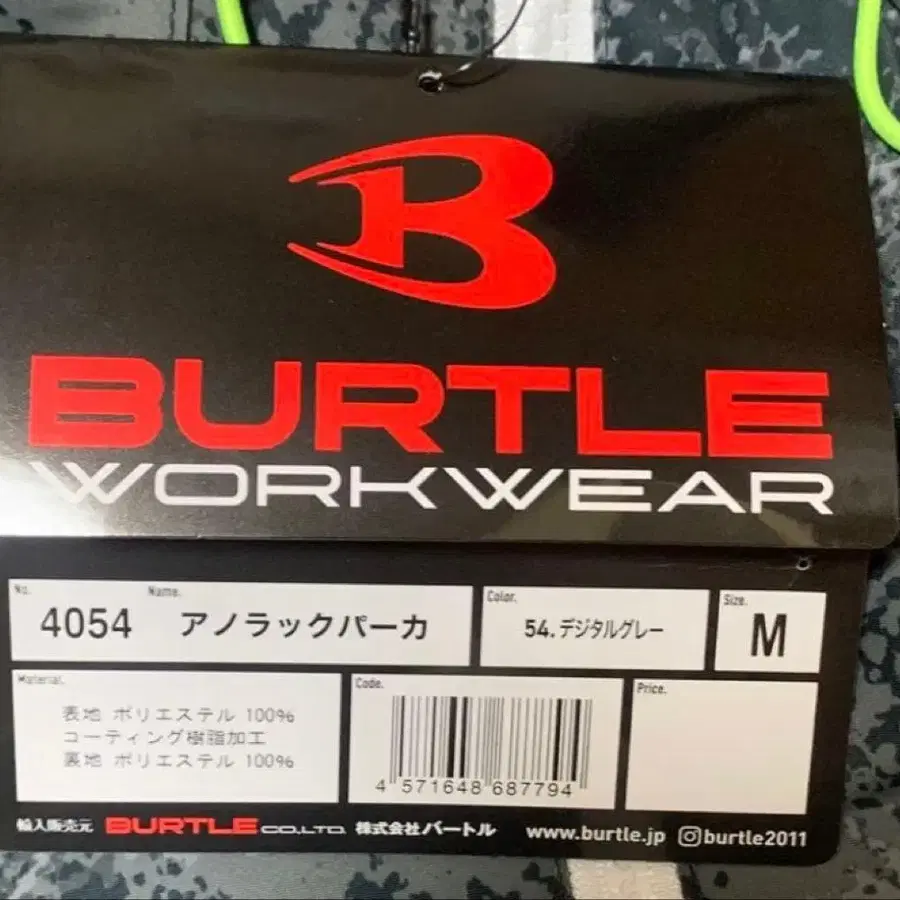 B
BURTLE
WORKWEAR
No. Name.
4054 アノラックパーカ
Color.
54.デジタルグレー
Size.
M
Material.
表地 ポリエステル 100%
コーティング樹脂加工
裏地 ポリエステル 100%
Code.
4 571648 687794
Price.
輸入販売元 BURTLE CO.,LTD. 株式会社バートル www.burtle.jp burtle2011